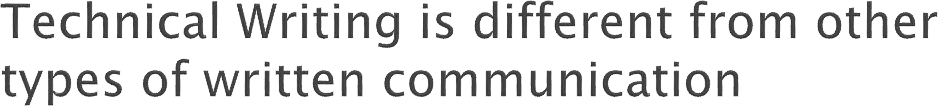 Technical Writing is different from other
types of written communication